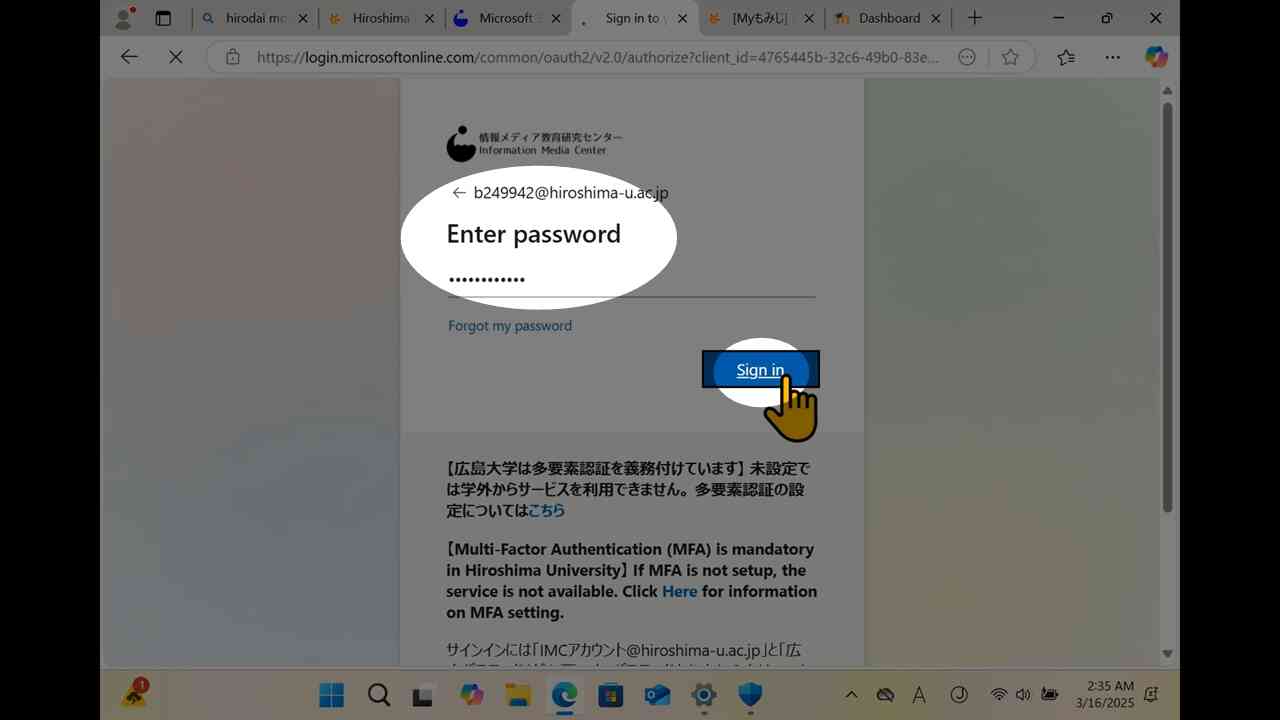 hirodai mo
Hiroshima
Microsoft
Sign in to
[Myもみじ]
Dashboard
https://login.microsoftonline.com/common/oauth2/v2.0/authorize?client_id=4765445b-32c6-49b0-83e...
情報メディア教育研究センター
Information Media Center
b249942@hiroshima-u.ac.jp
Enter password
••••••••••••
Forgot my password
Sign in
【広島大学は多要素認証を義務付けています】 未設定で
は学外からサービスを利用できません。 多要素認証の設
定についてはこちら
【Multi-Factor Authentication (MFA) is mandatory
in Hiroshima University】 If MFA is not setup, the
service is not available. Click Here for information
on MFA setting.
サインインには「IMCアカウント@hiroshima-u.ac.jp」と「広
1
A
2:35 AM
3/16/2025